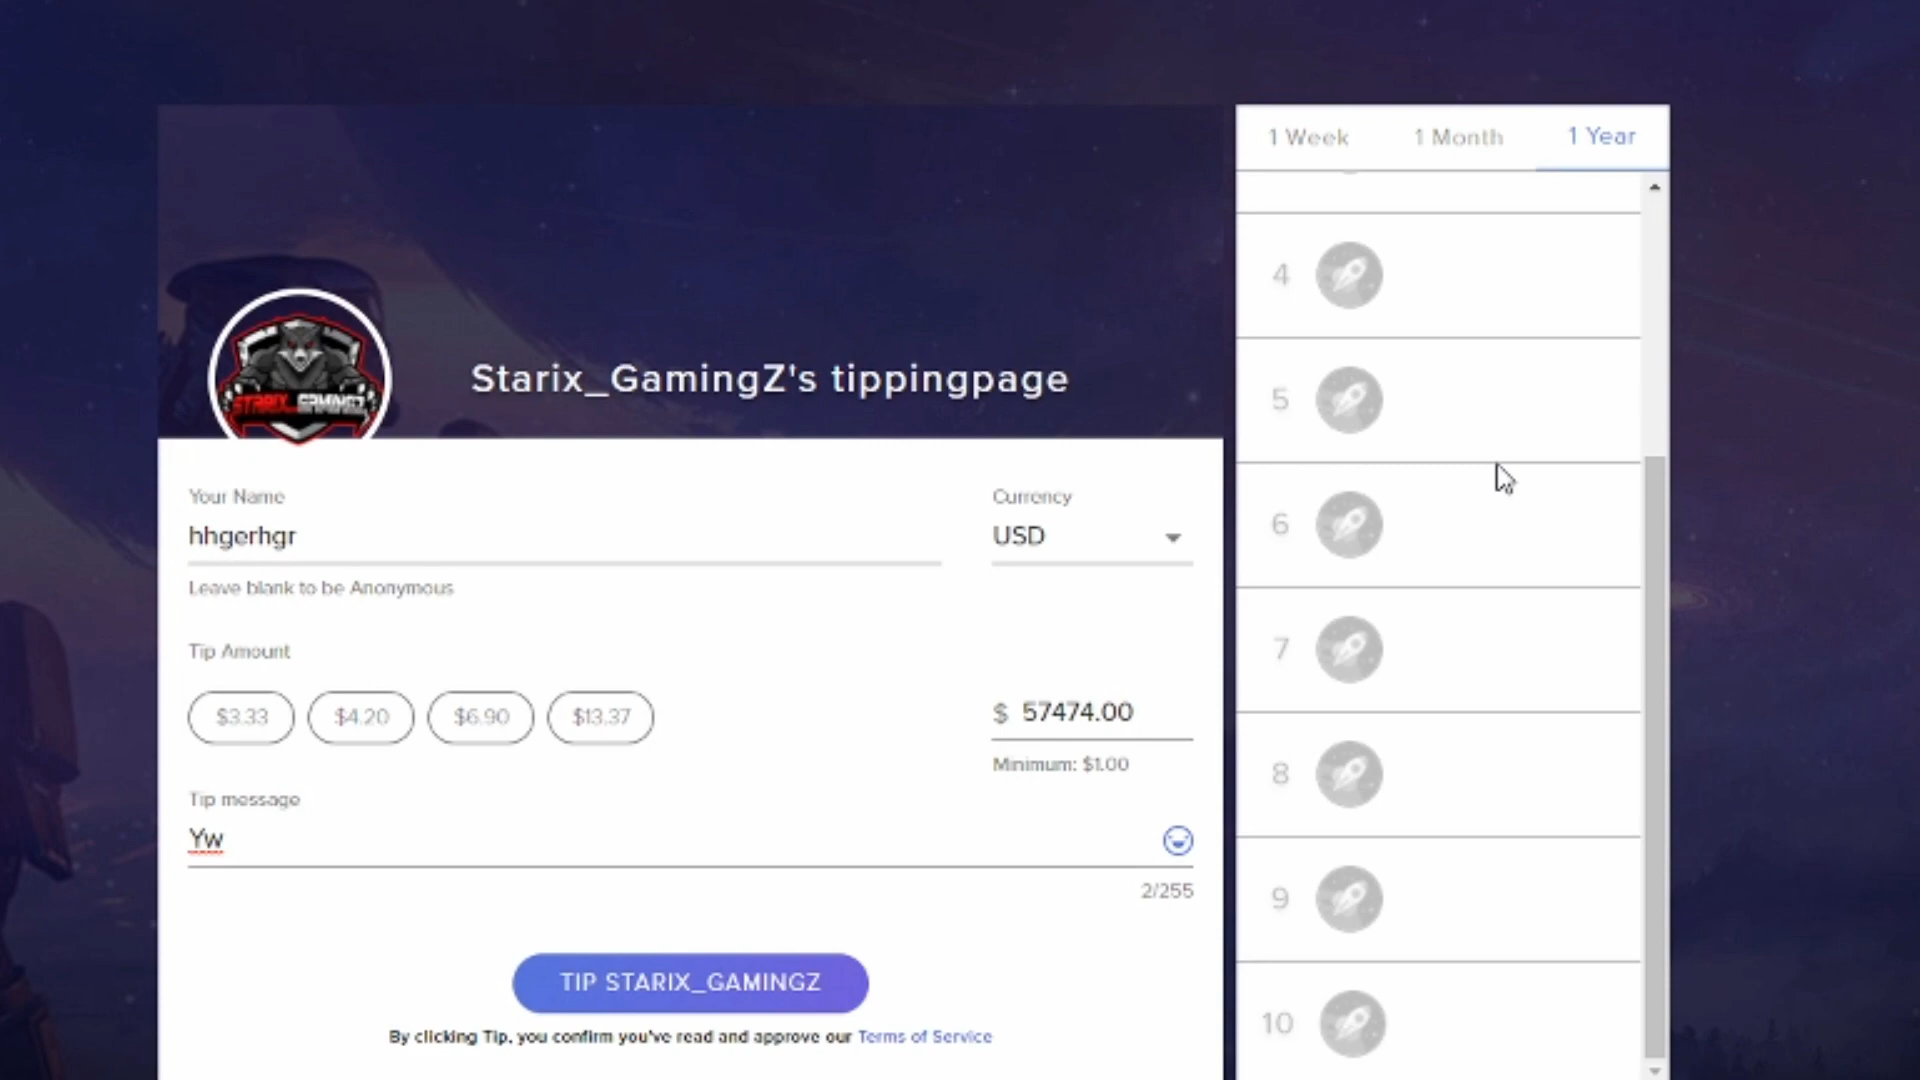 1 Week 1 Month 1 Year
Starix_GamingZ's tippingpage
STARIX_GAMINGZ
Your Name
hhgerhgr
Leave blank to be Anonymous
Currency
USD
Tip Amount
$3.33 $4.20 $6.90 $13.37
$ 57474.00
Minimum: $1.00
Tip message
Yw
2/255
TIP STARIX_GAMINGZ
By clicking Tip, you confirm you've read and approve our Terms of Service
4
5
6
7
8
9
10